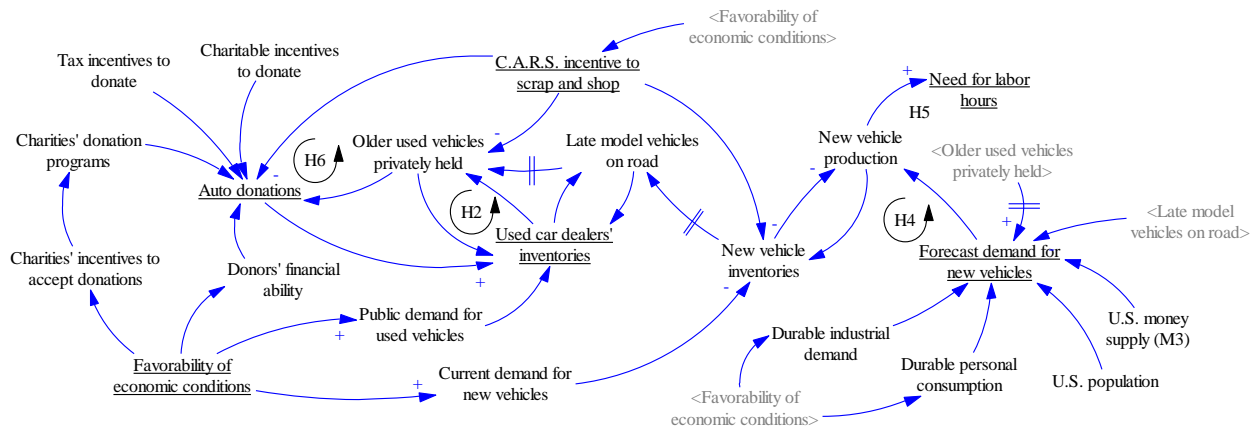 <Favorability of
economic conditions>
Tax incentives to
donate
Charitable incentives
to donate
C.A.R.S. incentive to
scrap and shop
+
Need for labor
hours
H5
Charities' donation
programs
H6
Older used vehicles
privately held
-
Late model vehicles
on road
New vehicle
production
-
<Older used vehicles
privately held>
+
-
Auto donations
H2
Used car dealers'
inventories
+
-
New vehicle
inventories
-
H4
<Late model
vehicles on road>
Forecast demand for
new vehicles
Charities' incentives to
accept donations
Donors' financial
ability
Public demand for
used vehicles
+
Durable industrial
demand
U.S. money
supply (M3)
Favorability of
economic conditions
+
Current demand for
new vehicles
Durable personal
consumption
U.S. population
<Favorability of
economic conditions>